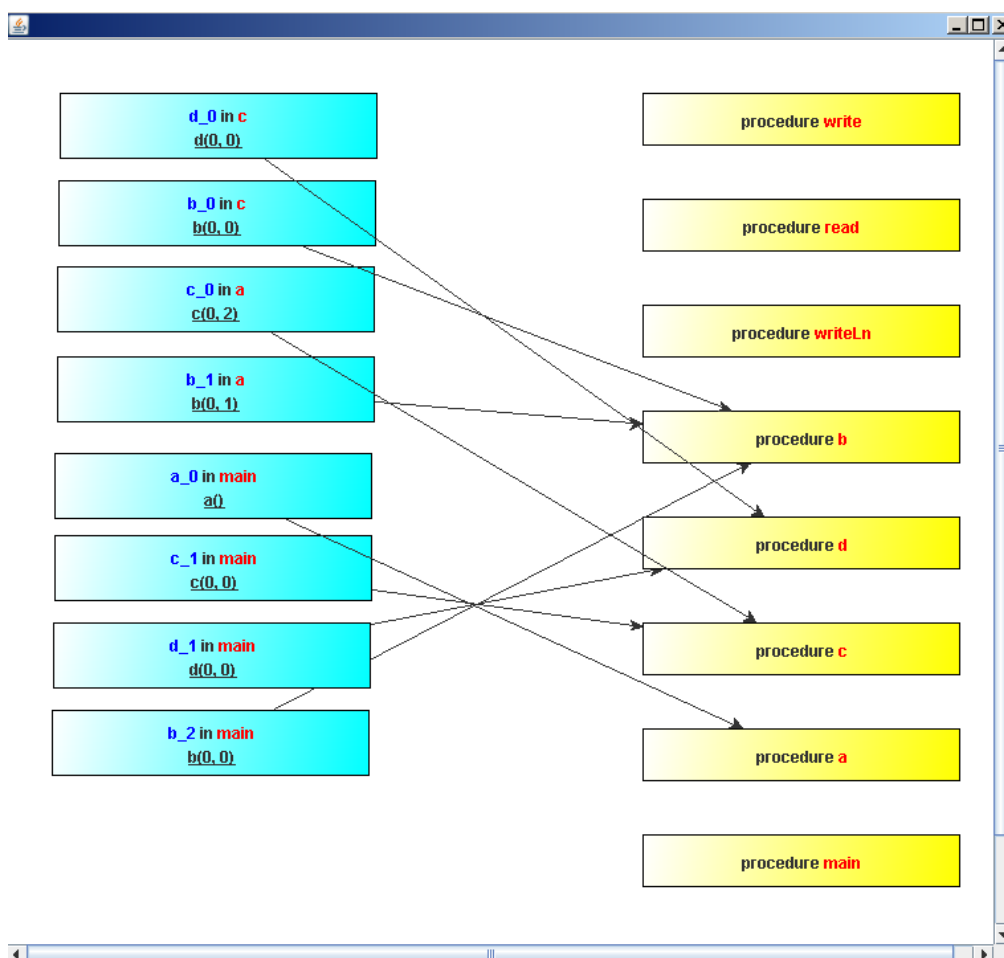 d_0 in c
d(0, 0)
b_0 in c
b(0, 0)
c_0 in a
c(0, 2)
b_1 in a
b(0, 1)
a_0 in main
a()
c_1 in main
c(0, 0)
d_1 in main
d(0, 0)
b_2 in main
b(0, 0)
procedure write
procedure read
procedure writeLn
procedure b
procedure d
procedure c
procedure a
procedure main